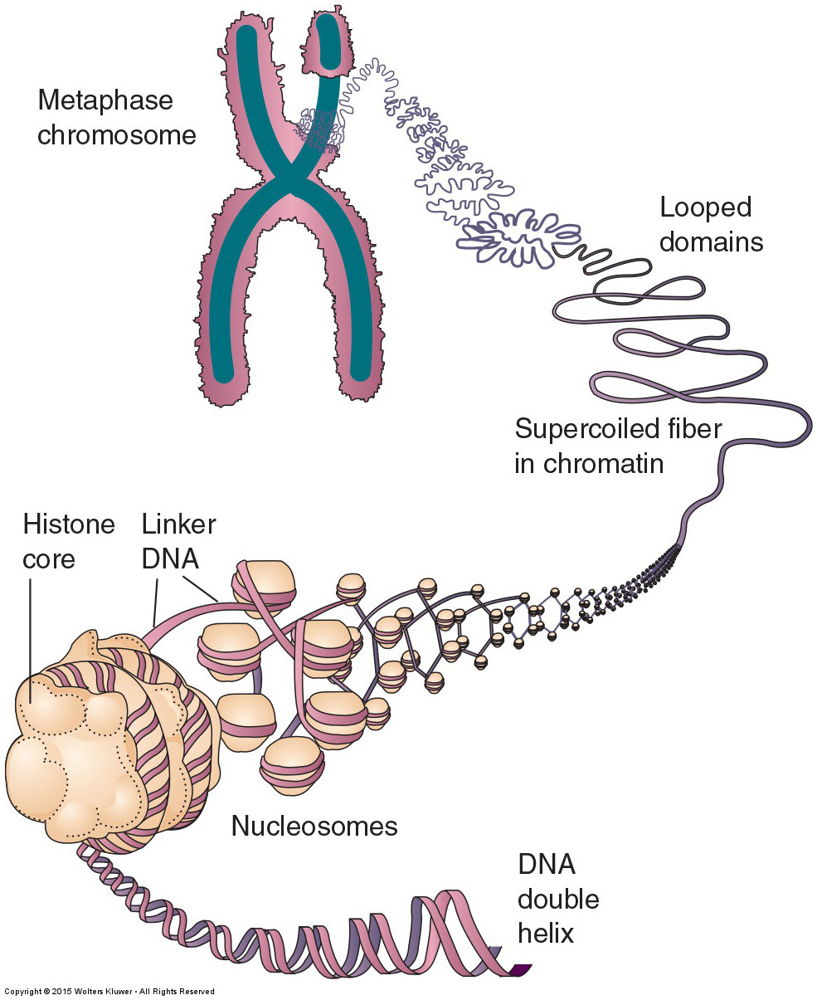 Metaphase
chromosome
Looped
domains
Supercoiled fiber
in chromatin
Histone
core
Linker
DNA
Nucleosomes
DNA
double
helix
Copyright © 2015 Wolters Kluwer • All Rights Reserved